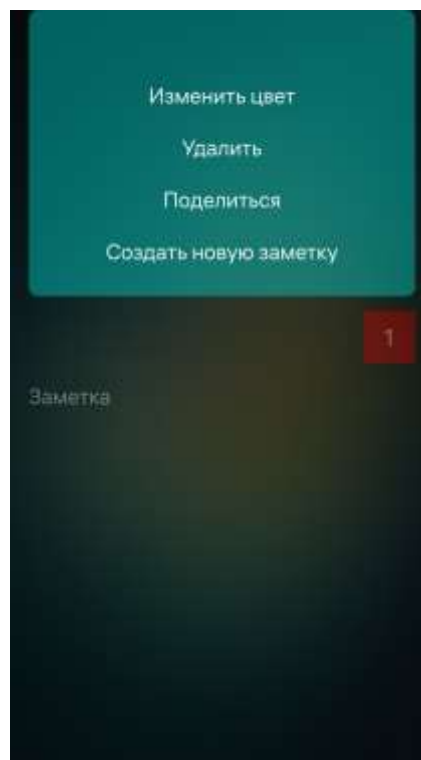 Изменить цвет
Удалить
Поделиться
Создать новую заметку
1
Заметка